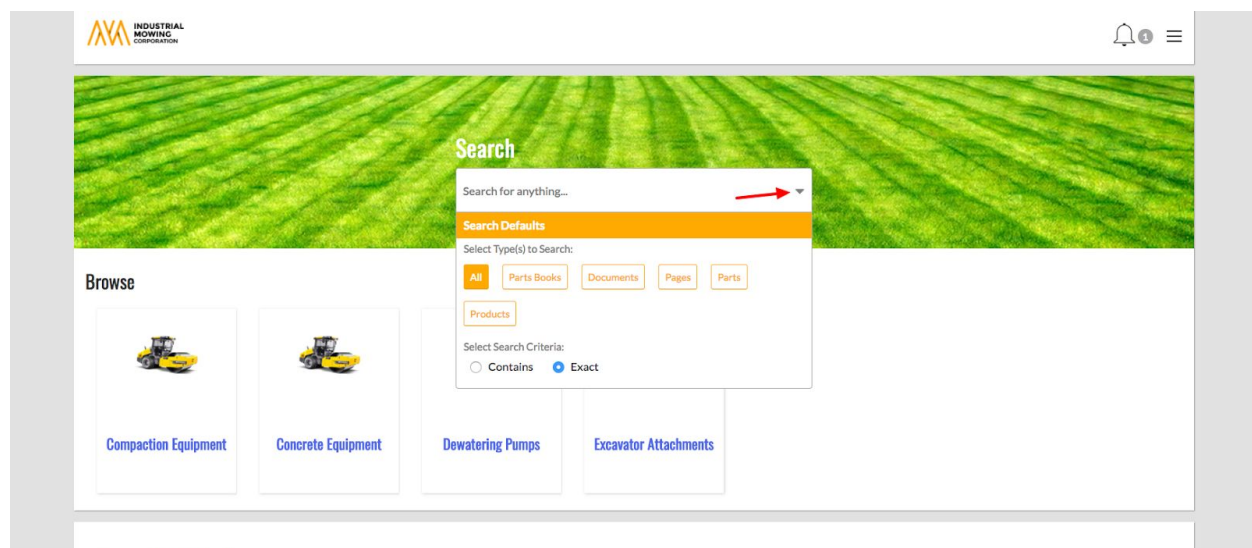 INDUSTRIAL
MOWING
CORPORATION
1
Search
Search for anything...
Search Defaults
Select Type(s) to Search:
All Parts Books Documents Pages Parts
Products
Select Search Criteria:
Contains Exact
Browse
Compaction Equipment Concrete Equipment Dewatering Pumps Excavator Attachments